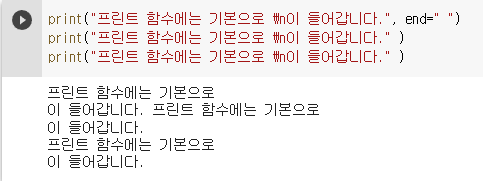 print("프린트 함수에는 기본으로 ₩n이 들어갑니다.", end=" ")
print("프린트 함수에는 기본으로 ₩n이 들어갑니다." )
print("프린트 함수에는 기본으로 ₩n이 들어갑니다." )
프린트 함수에는 기본으로
이 들어갑니다. 프린트 함수에는 기본으로
이 들어갑니다.
프린트 함수에는 기본으로
이 들어갑니다.